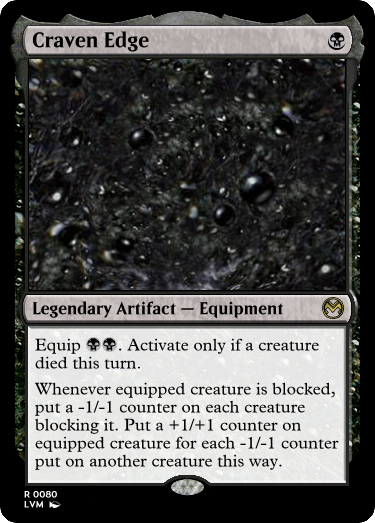 Craven Edge
Legendary Artifact — Equipment
Equip. Activate only if a creature
died this turn.
Whenever equipped creature is blocked,
put a -1/-1 counter on each creature
blocking it. Put a +1/+1 counter on
equipped creature for each -1/-1 counter
put on another creature this way.
R 0080
LVM